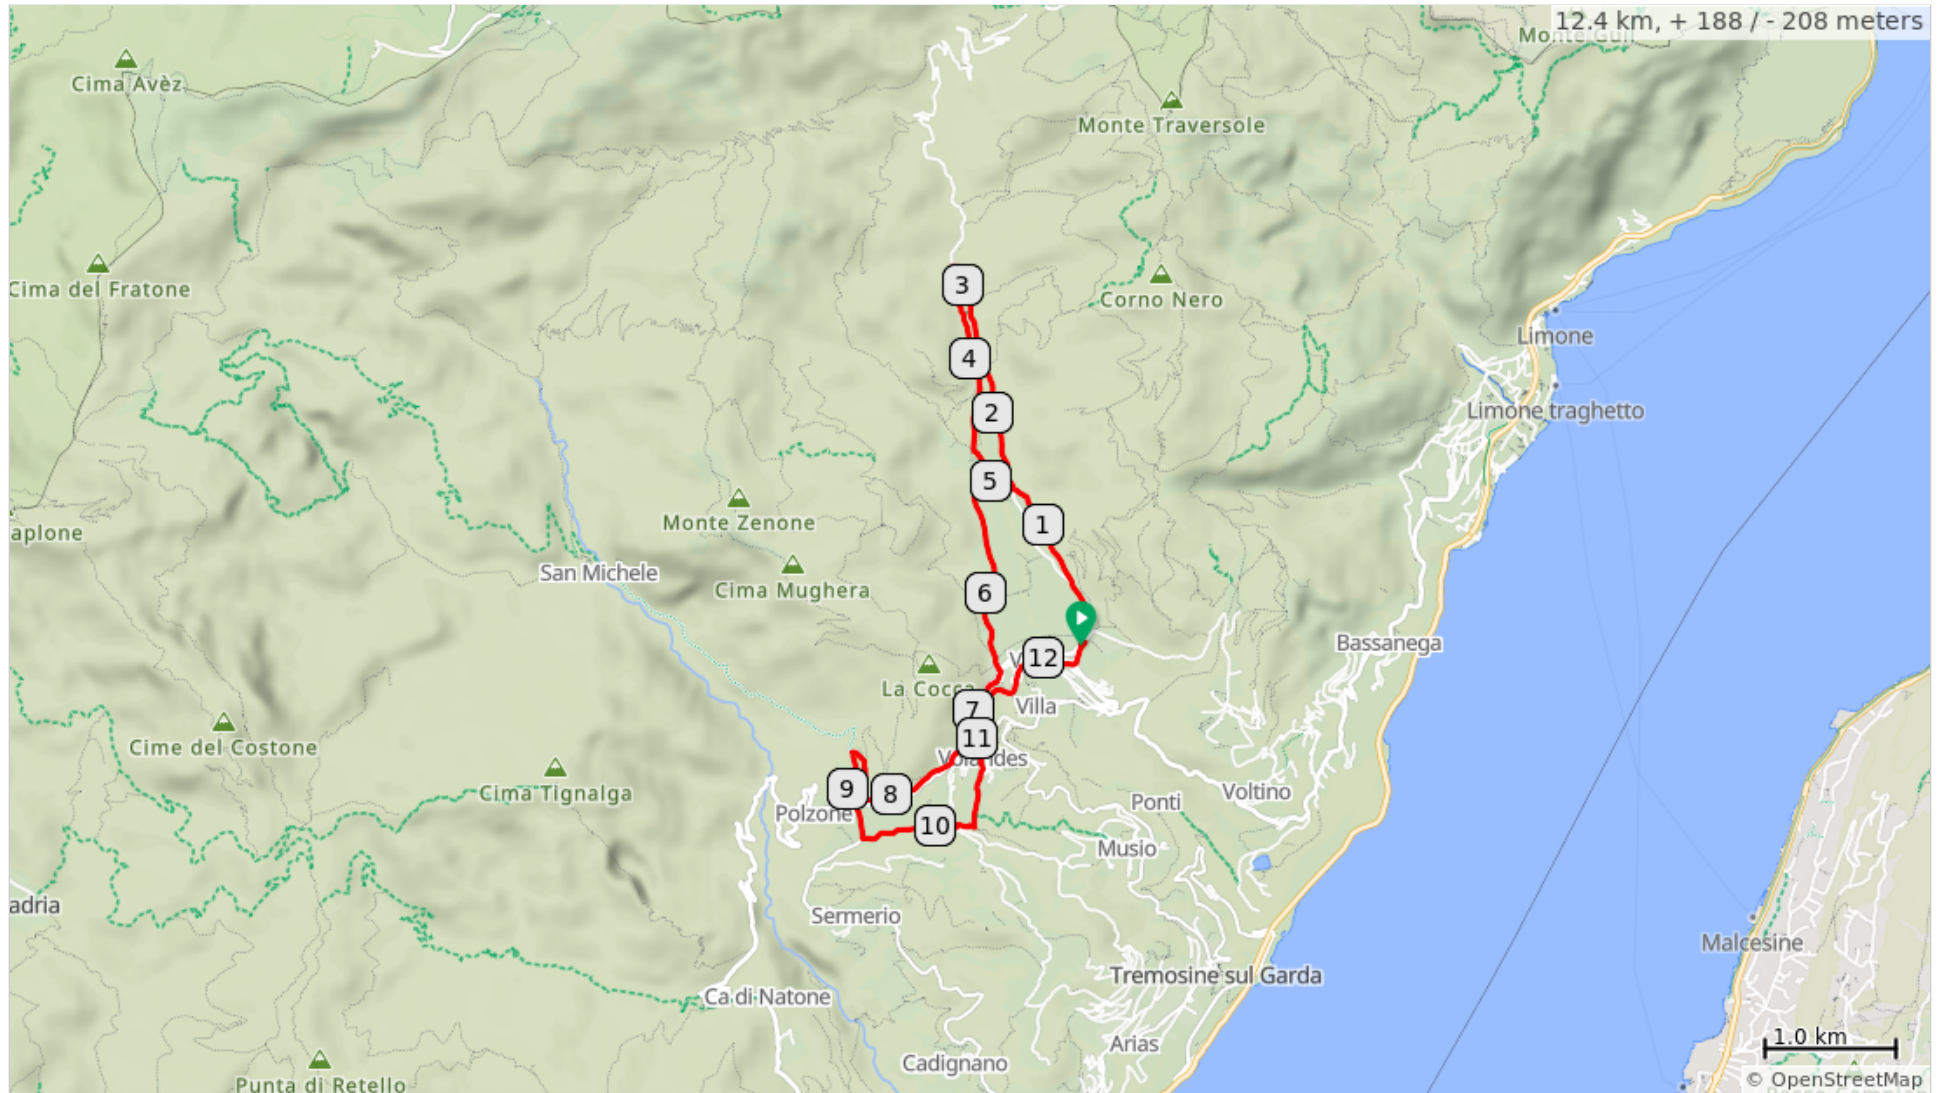 12.4 km, + 188 / - 208 meters
Cima Avèz
Monte Traversole
Cima del Fratone
3
Corno Nero
Limone
4
2
Limone traghetto
5
Monte Zenone
1
aplone
San Michele
Cima Mughera
6
Bassanega
12
La Cocca
Villa
7
Cime del Costone
11
9
8
Cima Tignalga
Polzone
10
Ponti
Voltino
Musio
adria
Sermerio
Malcesine
Tremosine sul Garda
Ca di Natone
1.0 km
Arias
Cadignano
© OpenStreetMap
Punta di Retello